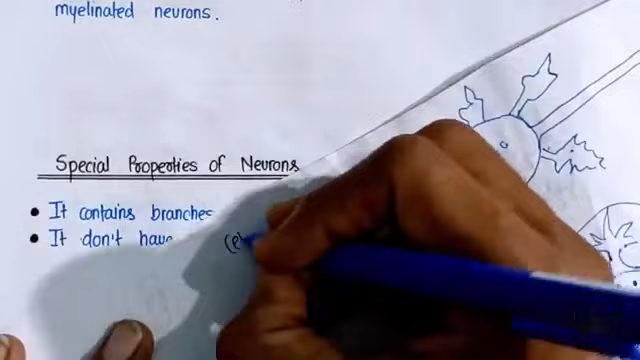 myelinated neurons.
Special Properties of Neurons
• It contains branches
• It don't have